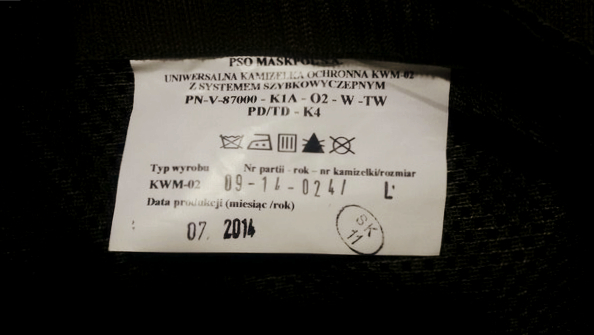 PSO MASKPOL S.A.
UNIWERSALNA KAMIZELKA OCHRONNA KWM-02
Z SYSTEMEM SZYBKOWYCZEPNYM
PN-V-87000 - K1A - O2 - W -TW
PD/TD - K4
Typ wyrobu Nr partii - rok – nr kamizelki/rozmiar
KWM-02 09-14-0241 L
Data produkcji (miesiąc /rok)
07. 2014
SK
11